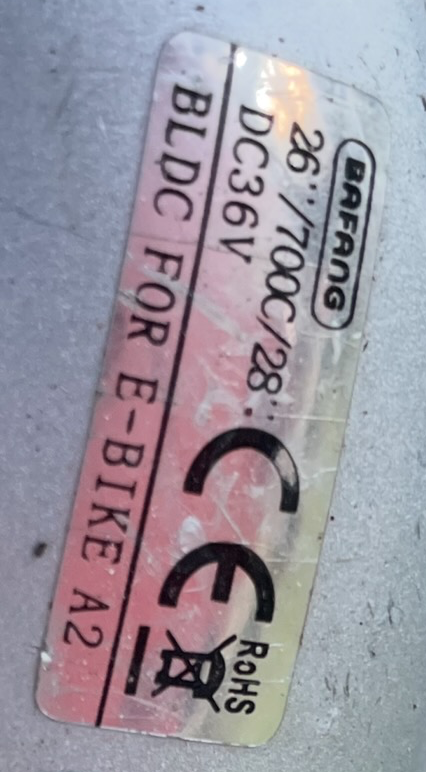 BAFANG
26"/700C/28"
DC36V
CE
RoHS
BLDC FOR E-BIKE A2